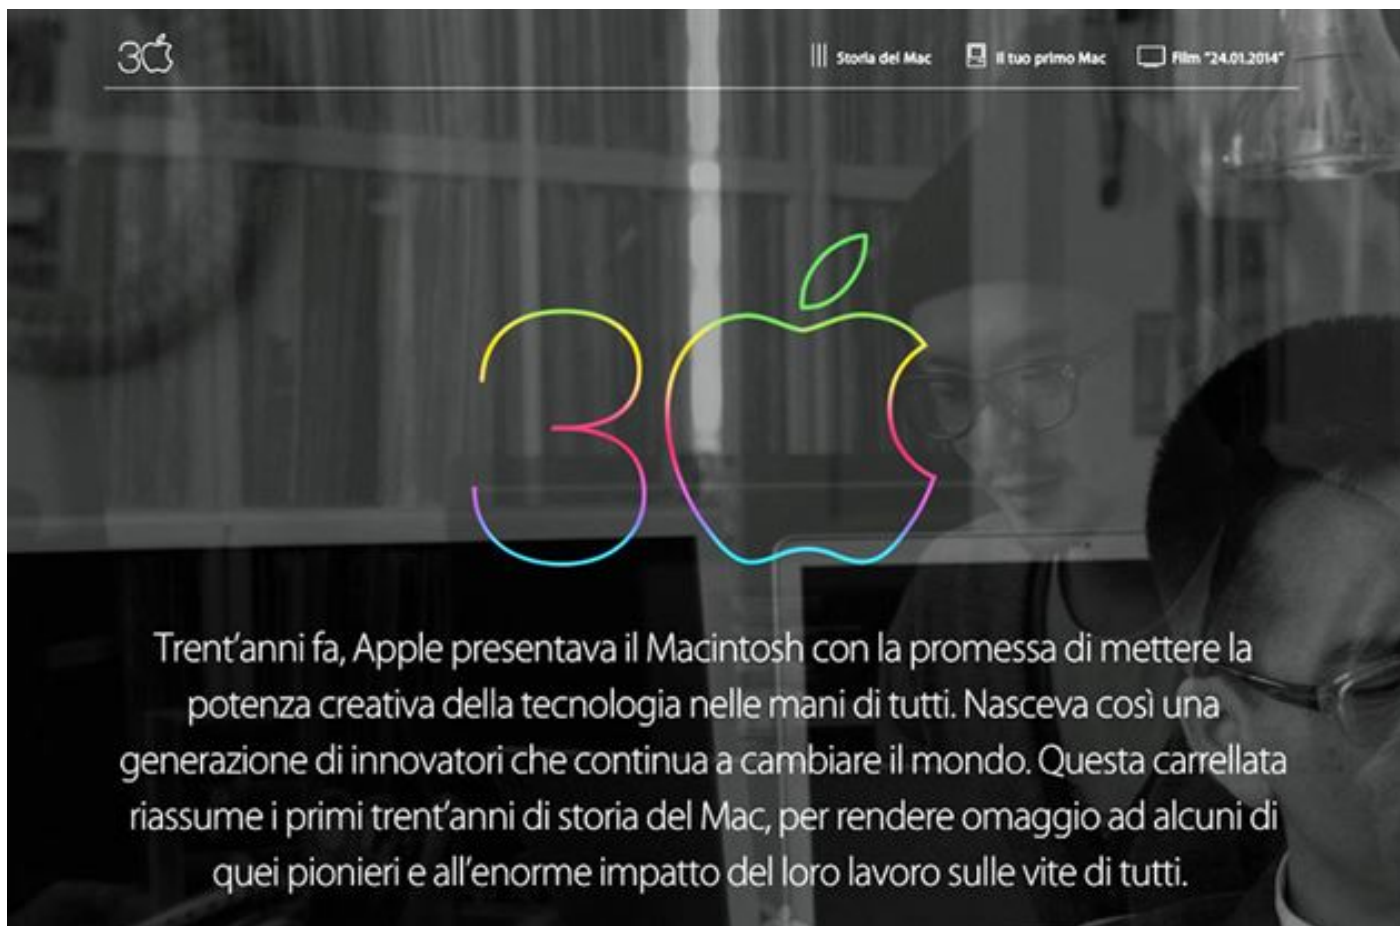 30
Storia del Mac
Il tuo primo Mac
Film "24.01.2014"
30
Trent'anni fa, Apple presentava il Macintosh con la promessa di mettere la
potenza creativa della tecnologia nelle mani di tutti. Nasceva così una
generazione di innovatori che continua a cambiare il mondo. Questa carrellata
riassume i primi trent'anni di storia del Mac, per rendere omaggio ad alcuni di
quei pionieri e all'enorme impatto del loro lavoro sulle vite di tutti.